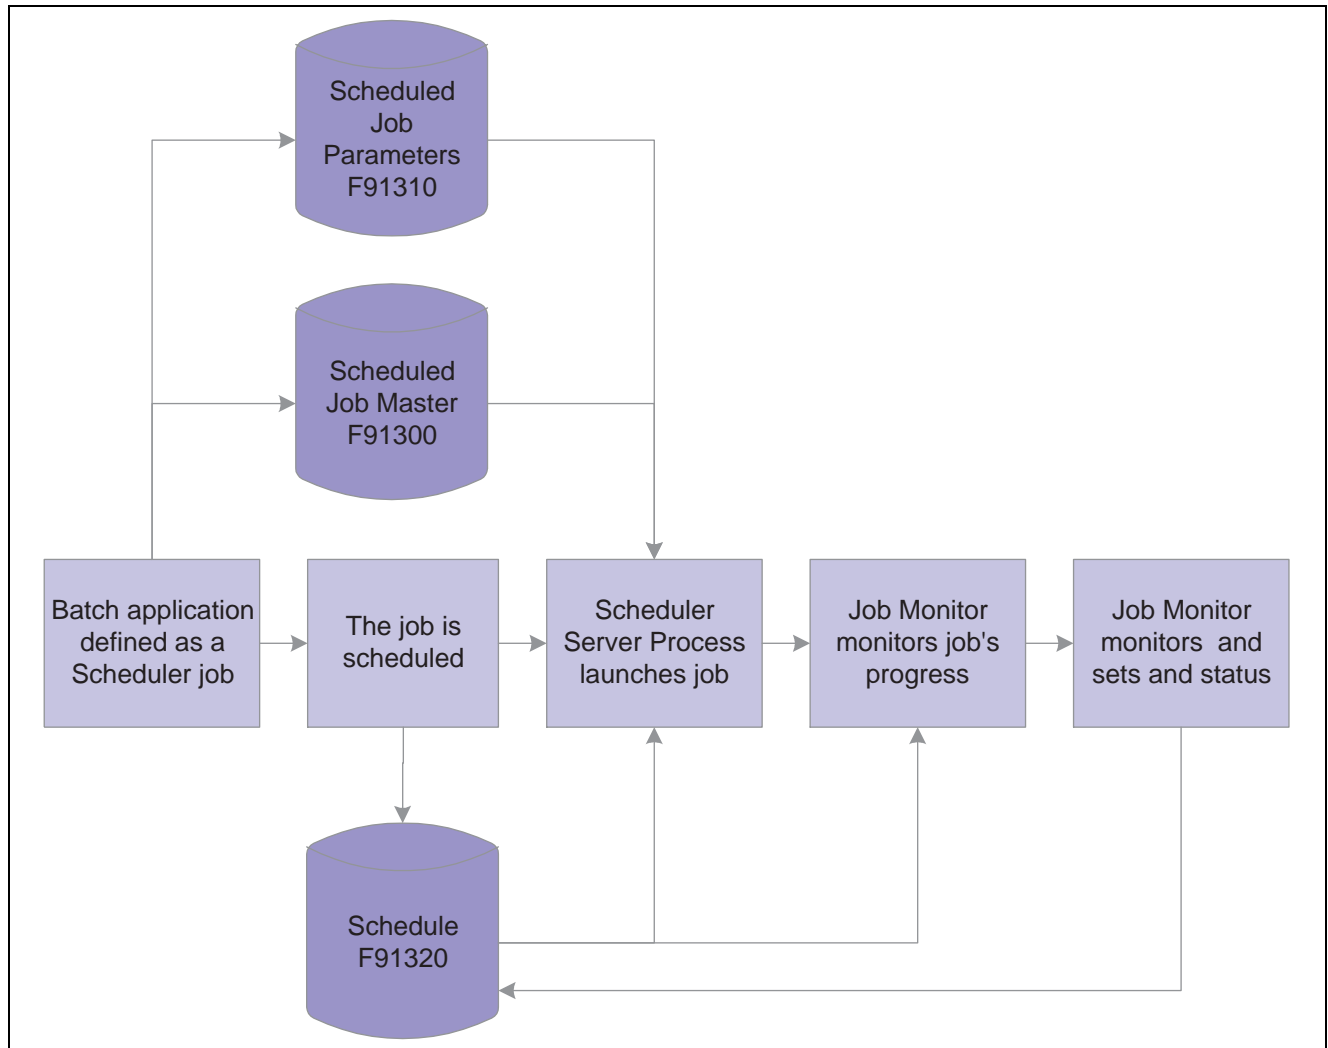 Scheduled
Job
Parameters
F91310
Scheduled
Job Master
F91300
Batch application
defined as a
Scheduler job
The job is
scheduled
Scheduler
Server Process
launches job
Job Monitor
monitors job's
progress
Job Monitor
monitors and
sets and status
Schedule
F91320